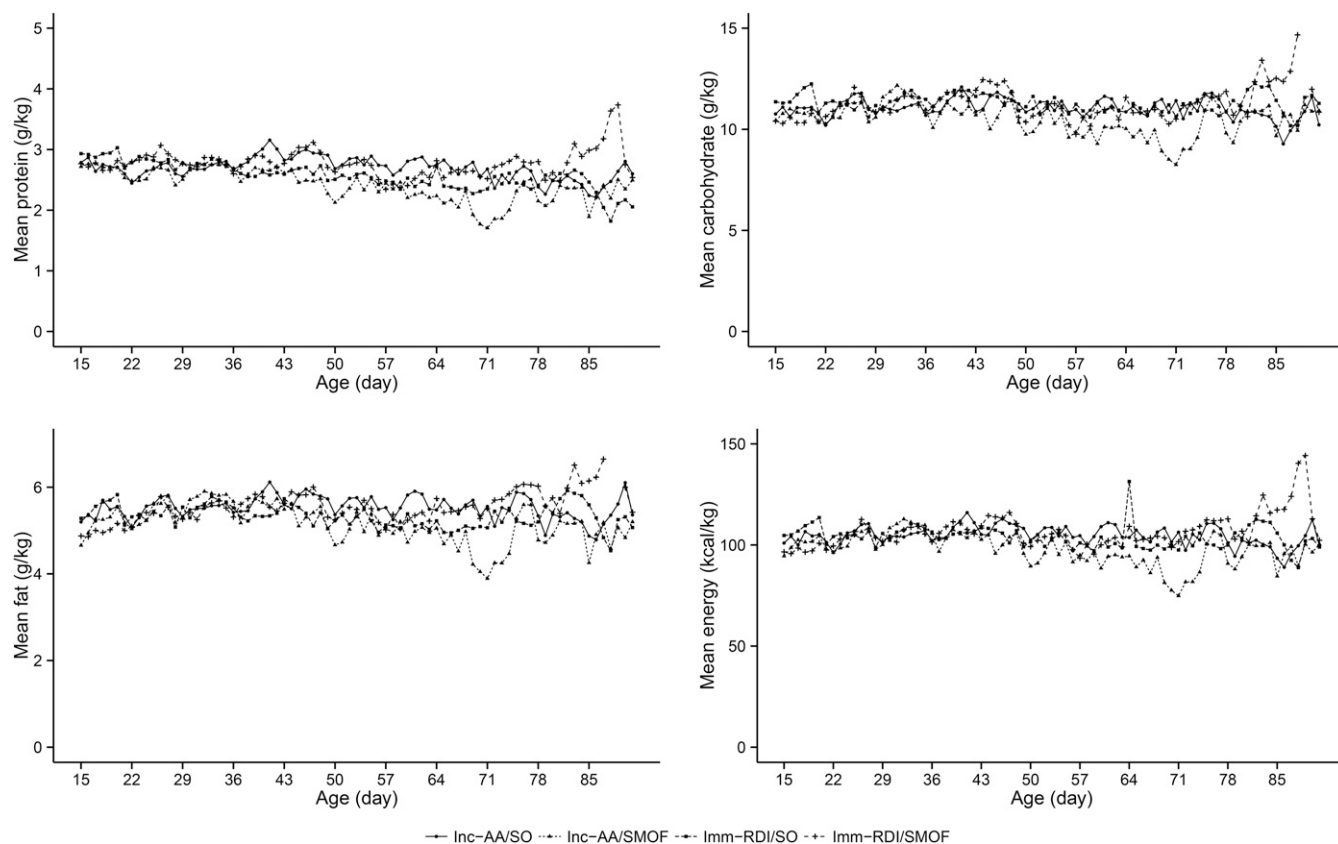 Mean protein (g/kg)
5
4
3
2
1
0
15 22 29 36 43 50 57 64 71 78 85
Age (day)
Mean carbohydrate (g/kg)
15
10
5
0
15 22 29 36 43 50 57 64 71 78 85
Age (day)
Mean fat (g/kg)
6
4
2
0
15 22 29 36 43 50 57 64 71 78 85
Age (day)
Mean energy (kcal/kg)
150
100
50
0
15 22 29 36 43 50 57 64 71 78 85
Age (day)
Inc−AA/SO Inc−AA/SMOF Imm−RDI/SO Imm−RDI/SMOF